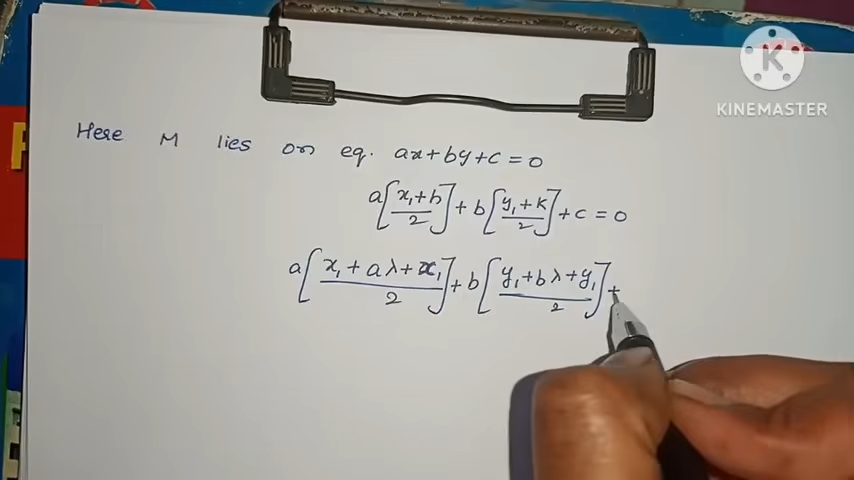 KINEMASTER
Here M lies on eq. ax+by+c=0
a[(x₁+h)/2]+b[(y₁+k)/2]+c=0
a[(x₁+aλ+x₁)/2]+b[(y₁+bλ+y₁)/2]+